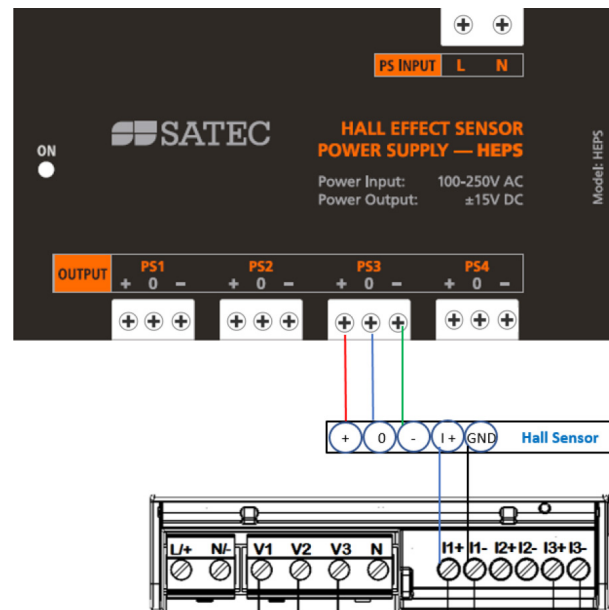 PS INPUT L N
SATEC
HALL EFFECT SENSOR
POWER SUPPLY — HEPS
ON
Power Input: 100-250V AC
Power Output: ±15V DC
Model: HEPS
OUTPUT PS1 PS2 PS3 PS4
+ 0 − + 0 − + 0 − + 0 −
+ 0 - I + GND Hall Sensor
L/+ N/- V1 V2 V3 N I1+ I1- I2+ I2- I3+ I3-